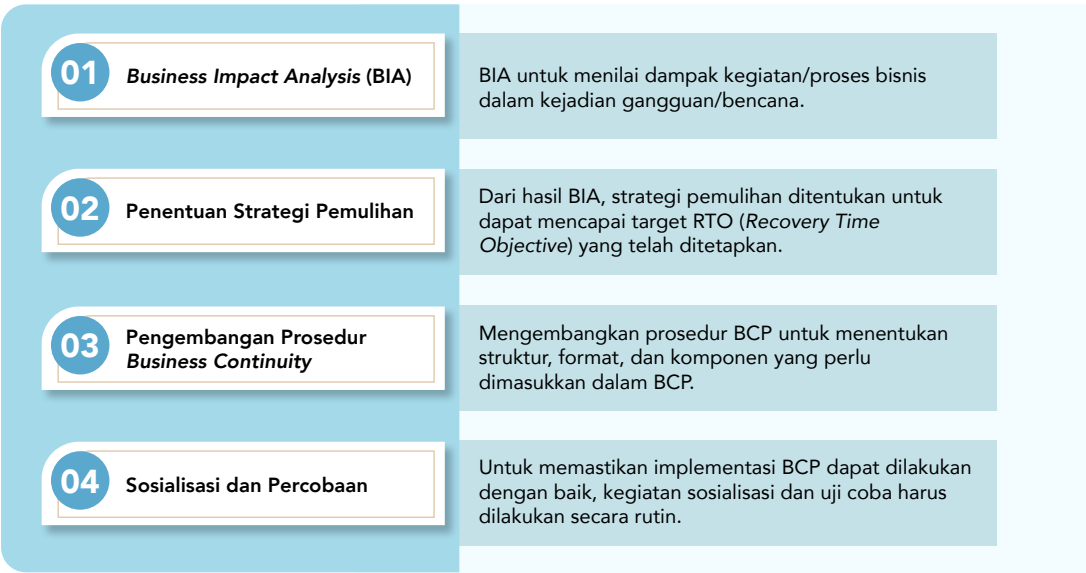 01
Business Impact Analysis (BIA)
BIA untuk menilai dampak kegiatan/proses bisnis
dalam kejadian gangguan/bencana.
02
Penentuan Strategi Pemulihan
Dari hasil BIA, strategi pemulihan ditentukan untuk
dapat mencapai target RTO (Recovery Time
Objective) yang telah ditetapkan.
03
Pengembangan Prosedur
Business Continuity
Mengembangkan prosedur BCP untuk menentukan
struktur, format, dan komponen yang perlu
dimasukkan dalam BCP.
04
Sosialisasi dan Percobaan
Untuk memastikan implementasi BCP dapat dilakukan
dengan baik, kegiatan sosialisasi dan uji coba harus
dilakukan secara rutin.